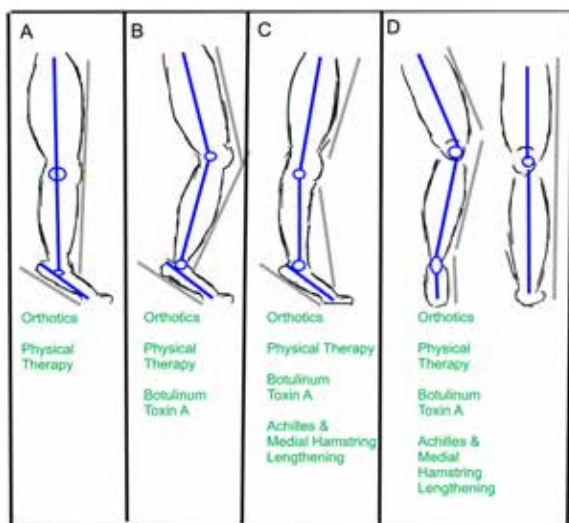 A
B
C
D
Orthotics
Physical
Therapy
Orthotics
Physical
Therapy
Botulinum
Toxin A
Orthotics
Physical Therapy
Botulinum
Toxin A
Achilles &
Medial Hamstring
Lengthening
Orthotics
Physical
Therapy
Botulinum
Toxin A
Achilles &
Medial
Hamstring
Lengthening